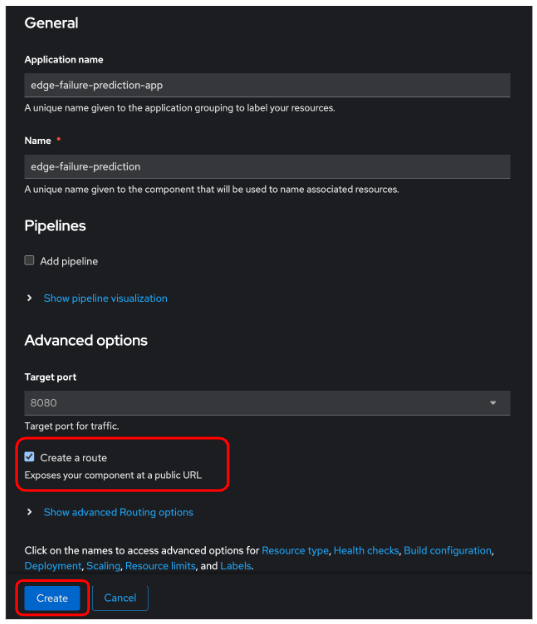 General
Application name
edge-failure-prediction-app
A unique name given to the application grouping to label your resources.
Name *
edge-failure-prediction
A unique name given to the component that will be used to name associated resources.
Pipelines
Add pipeline
Show pipeline visualization
Advanced options
Target port
8080
Target port for traffic.
Create a route
Exposes your component at a public URL
Show advanced Routing options
Click on the names to access advanced options for Resource type, Health checks, Build configuration,
Deployment, Scaling, Resource limits, and Labels.
Create Cancel